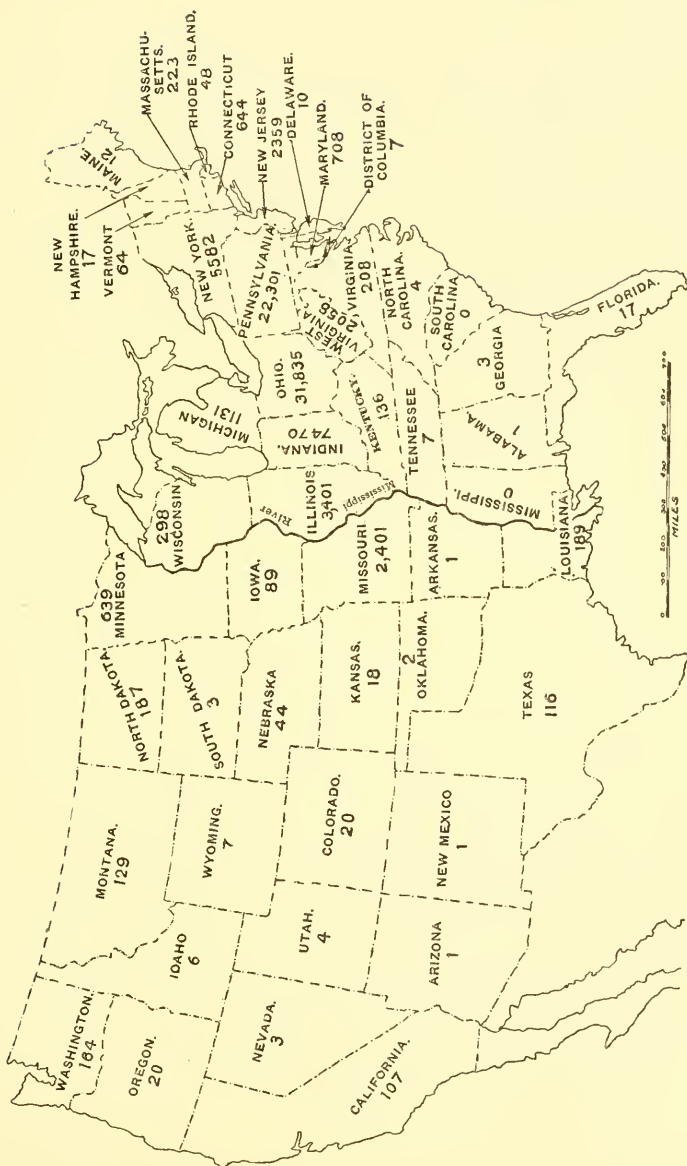 WASHINGTON.
184
OREGON.
20
CALIFORNIA.
107
NEVADA.
3
IDAHO
6
MONTANA.
129
WYOMING.
7
UTAH.
4
ARIZONA
1
COLORADO.
20
NEW MEXICO
1
NORTH DAKOTA.
187
SOUTH DAKOTA.
3
NEBRASKA
44
KANSAS.
18
2
OKLAHOMA.
TEXAS
116
639
MINNESOTA
IOWA.
89
MISSOURI
2,401
ARKANSAS.
1
LOUISIANA
189
298
WISCONSIN
ILLINOIS
3,401
Mississippi
River
MICHIGAN
1131
INDIANA.
7470
OHIO.
31,835
KENTUCKY.
136
TENNESSEE
7
MISSISSIPPI.
0
ALABAMA.
1
3
GEORGIA
FLORIDA.
17
SOUTH
CAROLINA
0
NORTH
CAROLINA.
4
VIRGINIA.
208
WEST
VIRGINIA
2056
PENNSYLVANIA.
22,301
NEW YORK.
5582
NEW
HAMPSHIRE.
17
VERMONT
64
MAINE.
12
MASSACHU-
SETTS.
223
RHODE ISLAND.
48
CONNECTICUT
644
NEW JERSEY
2359
DELAWARE.
10
MARYLAND.
708
DISTRICT OF
COLUMBIA.
7
MILES